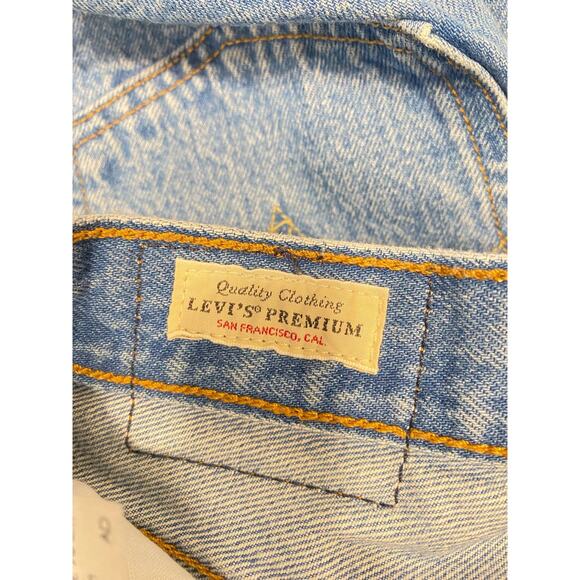 Quality Clothing
LEVI'S® PREMIUM
SAN FRANCISCO, CAL.